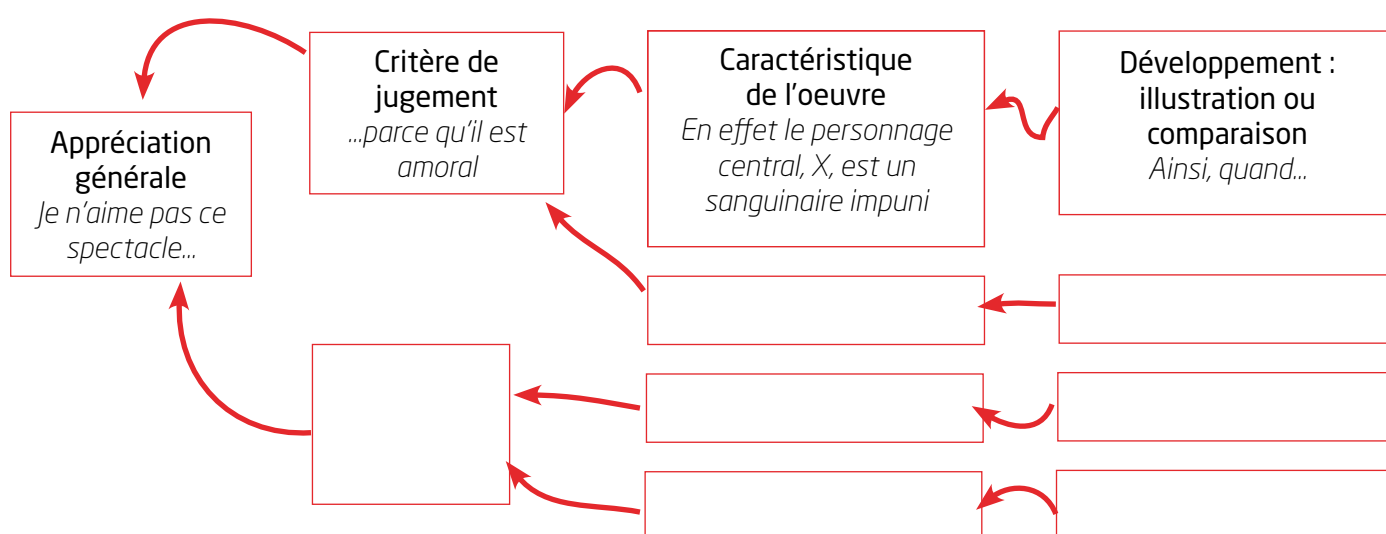 Appréciation
générale
Je n'aime pas ce
spectacle...
Critère de
jugement
...parce qu'il est
amoral
Caractéristique
de l'oeuvre
En effet le personnage
central, X, est un
sanguinaire impuni
Développement :
illustration ou
comparaison
Ainsi, quand...